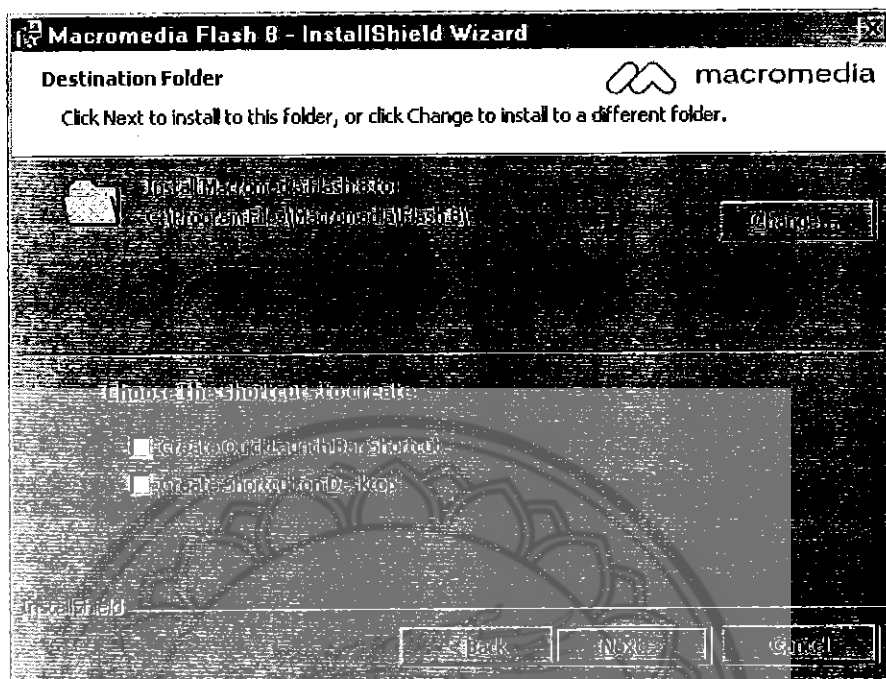 Macromedia Flash 8 - InstallShield Wizard
Destination Folder
macromedia
Click Next to install to this folder, or click Change to install to a different folder.
Install Macromedia Flash 8 to:
C:\Program Files\Macromedia\Flash 8\
Change...
Choose the shortcuts to create:
Create QuickLaunch Bar Shortcut
Create Shortcut on Desktop
InstallShield
< Back
Next >
Cancel